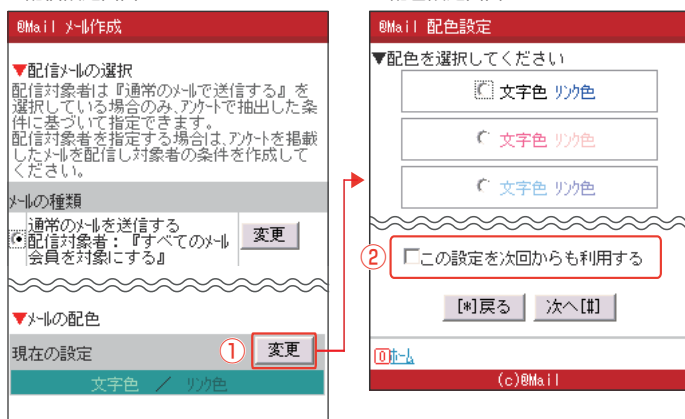 @Mail ﾒｰﾙ作成
▼配信ﾒｰﾙの選択
配信対象者は『通常のﾒｰﾙで送信する』を
選択している場合のみ､ｱﾝｹｰﾄで抽出した条
件に基づいて指定できます。
配信対象者を指定する場合は､ｱﾝｹｰﾄを掲載
したﾒｰﾙを配信し対象者の条件を作成して
ください。
ﾒｰﾙの種類
通常のﾒｰﾙを送信する
配信対象者：『すべてのﾒｰﾙ
会員を対象にする』
変更
▼ﾒｰﾙの配色
現在の設定
① 変更
文字色 ／ ﾘﾝｸ色
@Mail 配色設定
▼配色を選択してください
文字色 ﾘﾝｸ色
文字色 ﾘﾝｸ色
文字色 ﾘﾝｸ色
② この設定を次回からも利用する
[*]戻る 次へ[#]
0ﾎｰﾑ
(c)@Mail